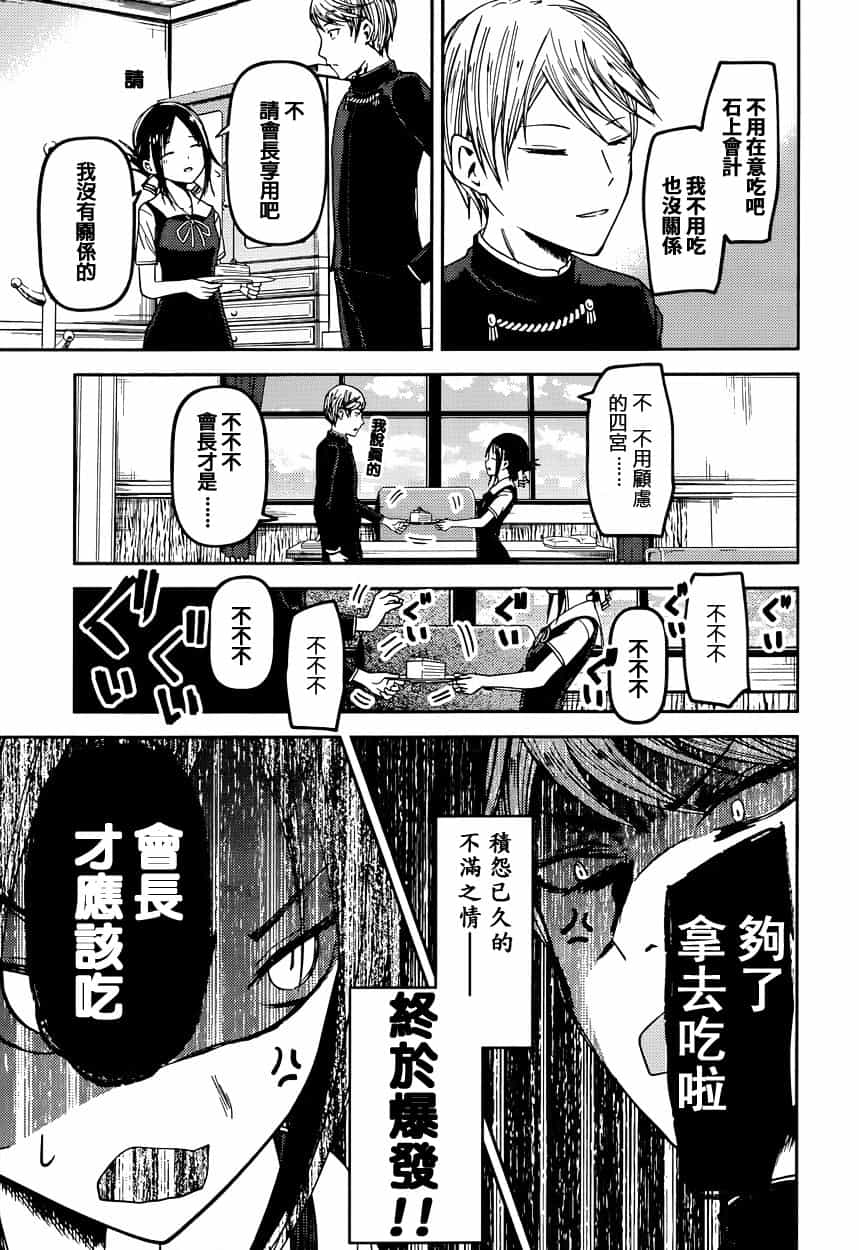 不用在意吃吧
石上會計
我不用吃
也沒關係
不
請會長享用吧
請
我沒有關係的
不 不用顧慮
的四宮……
我說真的
不不不
會長才是……
不不不
不不不
不不不
不不不
ぐいぐい
ぐいぐい
夠了
拿去吃啦
積怨已久的
不滿之情——
終於爆發!!
會長
才應該吃